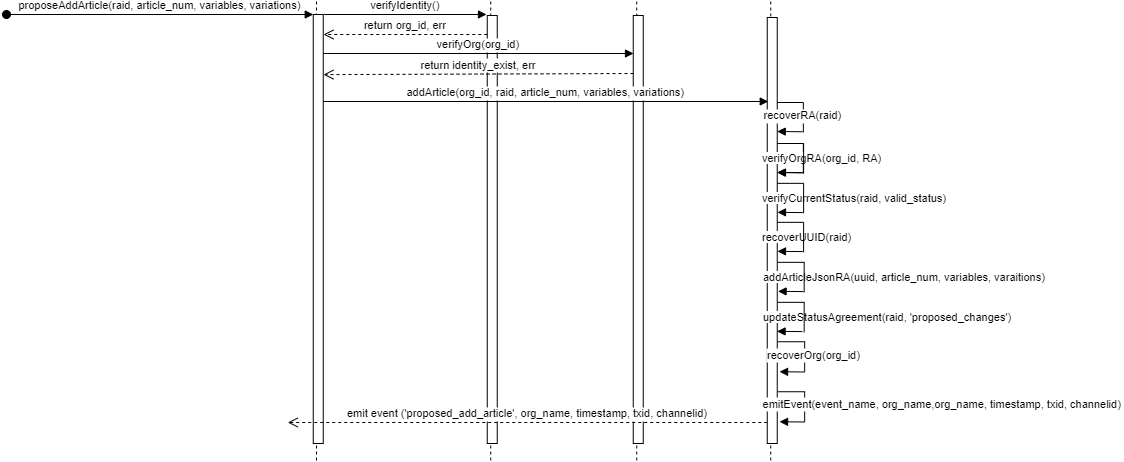 proposeAddArticle(raid, article_num, variables, variations)
verifyIdentity()
return org_id, err
verifyOrg(org_id)
return identity_exist, err
addArticle(org_id, raid, article_num, variables, variations)
recoverRA(raid)
verifyOrgRA(org_id, RA)
verifyCurrentStatus(raid, valid_status)
recoverUUID(raid)
addArticleJsonRA(uuid, article_num, variables, varaitions)
updateStatusAgreement(raid, 'proposed_changes')
recoverOrg(org_id)
emitEvent(event_name, org_name,org_name, timestamp, txid, channelid)
emit event ('proposed_add_article', org_name, timestamp, txid, channelid)